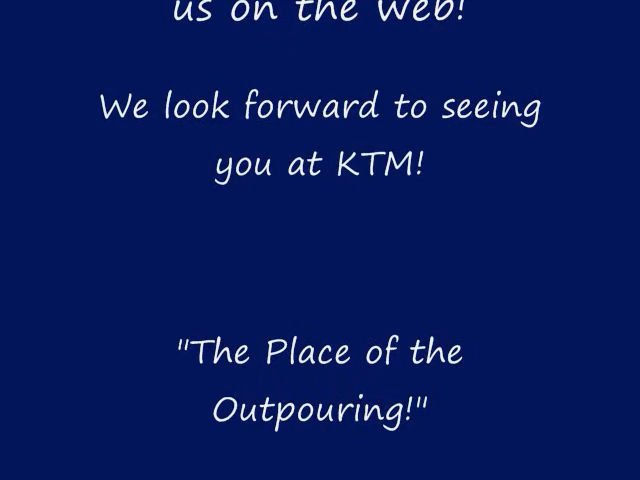 us on the web!
We look forward to seeing
you at KTM!
"The Place of the
Outpouring!"